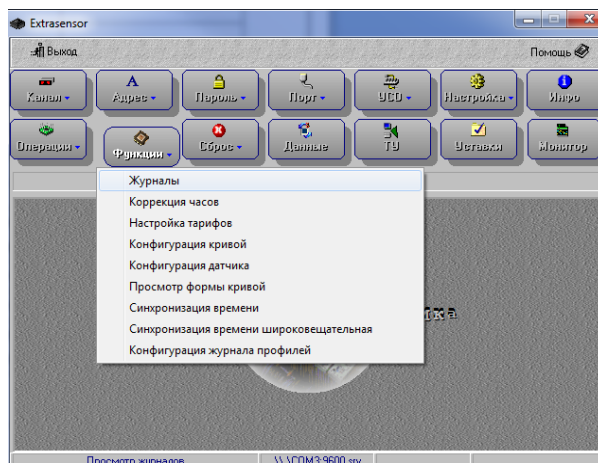 Extrasensor
Выход Помощь
Канал Адрес Пароль Порт УСО Настройка Инфо
Операции Функции Сброс Данные ТУ Уставки Монитор
Журналы
Коррекция часов
Настройка тарифов
Конфигурация кривой
Конфигурация датчика
Просмотр формы кривой
Синхронизация времени
Синхронизация времени широковещательная
Конфигурация журнала профилей
Просмотр журналов \\.\COM3:9600,srv